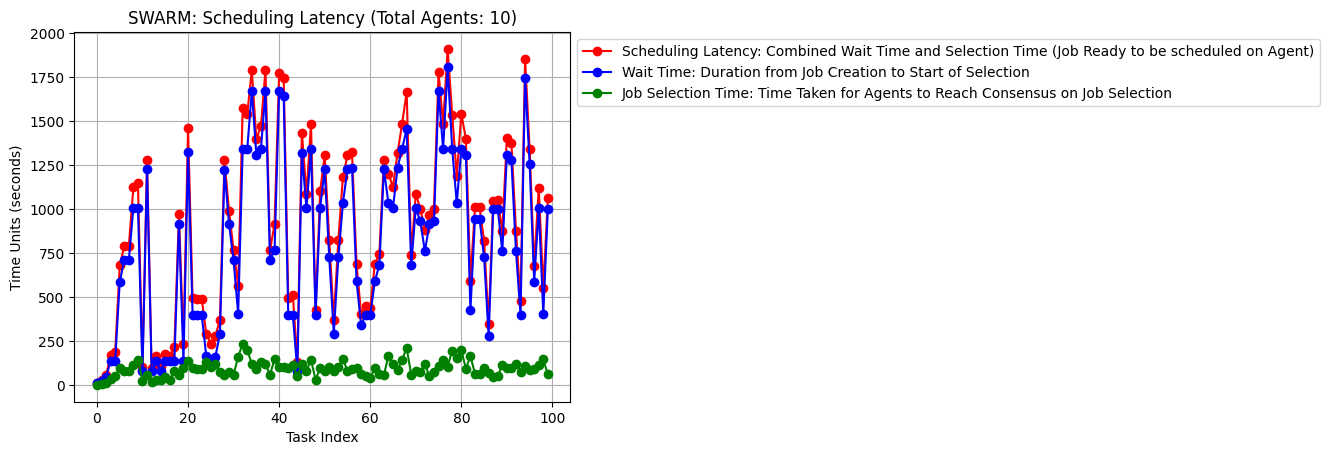 SWARM: Scheduling Latency (Total Agents: 10)
Scheduling Latency: Combined Wait Time and Selection Time (Job Ready to be scheduled on Agent)
Wait Time: Duration from Job Creation to Start of Selection
Job Selection Time: Time Taken for Agents to Reach Consensus on Job Selection
Time Units (seconds)
2000
1750
1500
1250
1000
750
500
250
0
0 20 40 60 80 100
Task Index